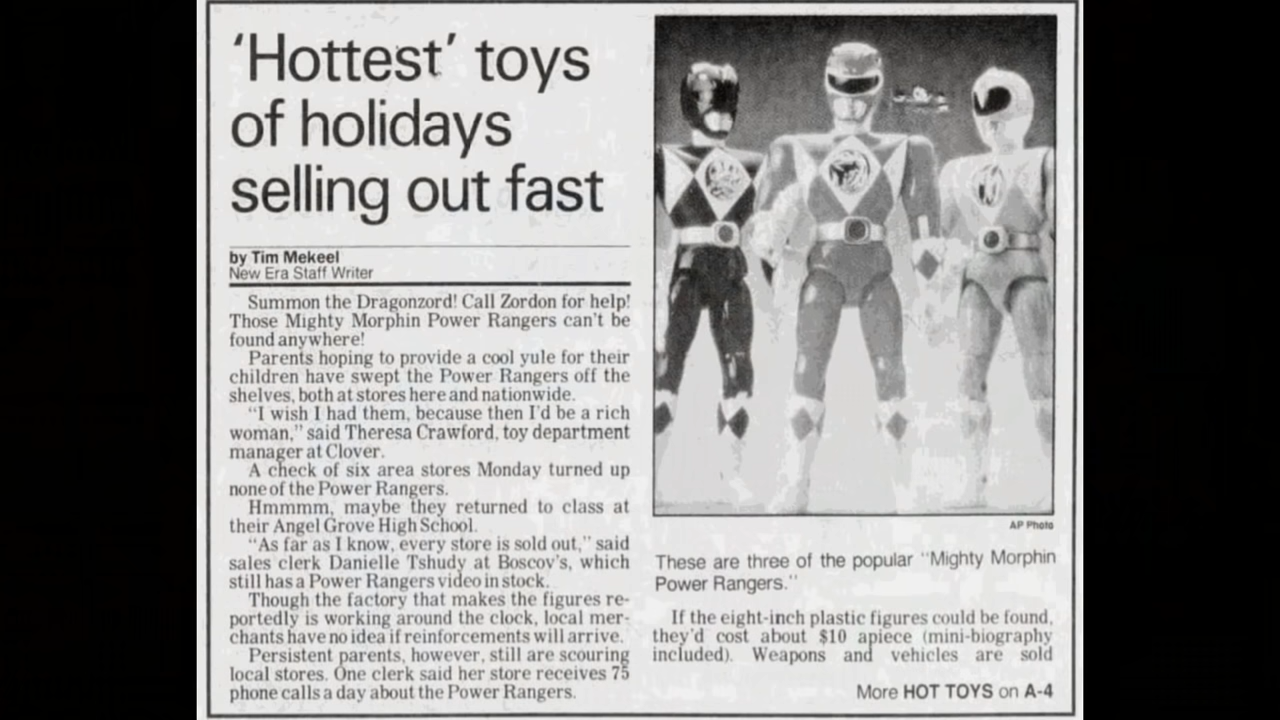 ‘Hottest’ toys
of holidays
selling out fast
by Tim Mekeel
New Era Staff Writer
Summon the Dragonzord! Call Zordon for help!
Those Mighty Morphin Power Rangers can't be
found anywhere!
Parents hoping to provide a cool yule for their
children have swept the Power Rangers off the
shelves, both at stores here and nationwide.
"I wish I had them, because then I'd be a rich
woman," said Theresa Crawford, toy department
manager at Clover.
A check of six area stores Monday turned up
none of the Power Rangers.
Hmmmm, maybe they returned to class at
their Angel Grove High School.
"As far as I know, every store is sold out," said
sales clerk Danielle Tshudy at Boscov's, which
still has a Power Rangers video in stock.
Though the factory that makes the figures re-
portedly is working around the clock, local mer-
chants have no idea if reinforcements will arrive.
Persistent parents, however, still are scouring
local stores. One clerk said her store receives 75
phone calls a day about the Power Rangers.
AP Photo
These are three of the popular "Mighty Morphin
Power Rangers."
If the eight-inch plastic figures could be found,
they'd cost about $10 apiece (mini-biography
included). Weapons and vehicles are sold
More HOT TOYS on A-4